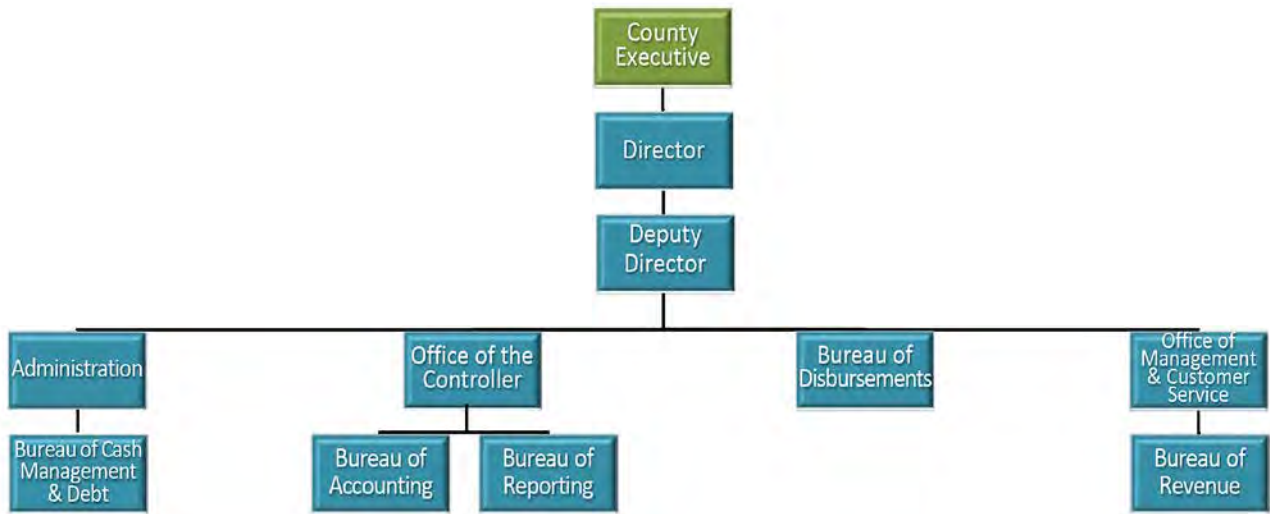 County
Executive
Director
Deputy
Director
Administration
Office of the
Controller
Bureau of
Disbursements
Office of
Management
& Customer
Service
Bureau of Cash
Management
& Debt
Bureau of
Accounting
Bureau of
Reporting
Bureau of
Revenue